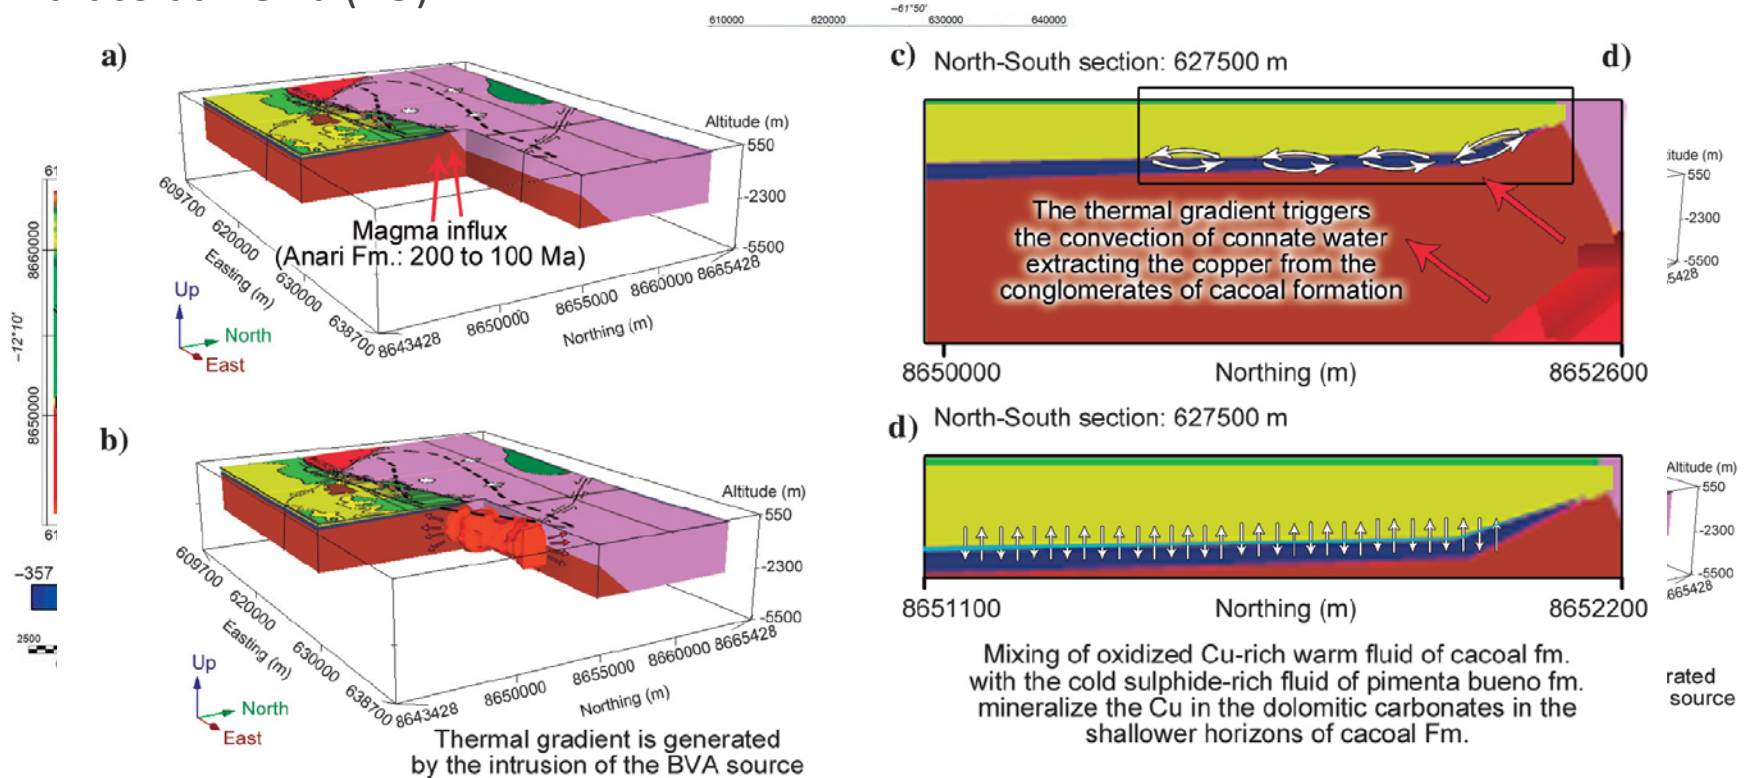 610000 620000 –61°50' 630000 640000
a)
Altitude (m)
550
-2300
-5500
Magma influx
(Anari Fm.: 200 to 100 Ma)
609700
620000
630000
638700
Easting (m)
8643428
8650000
8655000
8660000
8665428
Northing (m)
Up
North
East
b)
Altitude (m)
550
-2300
-5500
609700
620000
630000
638700
Easting (m)
8643428
8650000
8655000
8660000
8665428
Northing (m)
Up
North
East
Thermal gradient is generated
by the intrusion of the BVA source
c) North-South section: 627500 m
The thermal gradient triggers
the convection of connate water
extracting the copper from the
conglomerates of cacoal formation
8650000 Northing (m) 8652600
d) North-South section: 627500 m
8651100 Northing (m) 8652200
Mixing of oxidized Cu-rich warm fluid of cacoal fm.
with the cold sulphide-rich fluid of pimenta bueno fm.
mineralize the Cu in the dolomitic carbonates in the
shallower horizons of cacoal Fm.
d)
itude (m)
550
-2300
-5500
5428
Altitude (m)
550
-2300
-5500
665428
rated
source
61
8660000
–12°10'
8650000
61
–357
2500